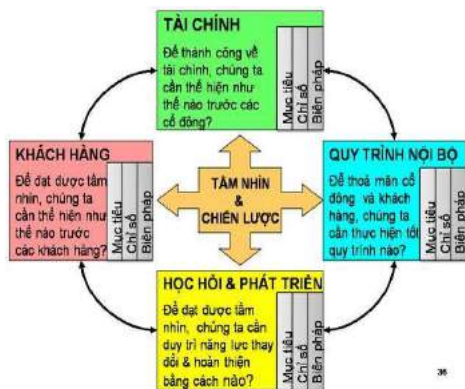 TÀI CHÍNH
Để thành công về
tài chính, chúng ta
cần thể hiện như
thế nào trước các
cổ đông?
Mục tiêu
Chỉ số
Biên pháp
KHÁCH HÀNG
Để đạt được tầm
nhìn, chúng ta
cần thể hiện như
thế nào trước
các khách hàng?
Mục tiêu
Chỉ số
Biên pháp
TẦM NHÌN
&
CHIẾN LƯỢC
QUY TRÌNH NỘI BỘ
Để thoả mãn cổ
đông và khách
hàng, chúng ta
cần thực hiện tốt
quy trình nào?
Mục tiêu
Chỉ số
Biên pháp
HỌC HỎI & PHÁT TRIỂN
Để đạt được tầm
nhìn, chúng ta cần
duy trì năng lực thay
đổi & hoàn thiện
bằng cách nào?
Mục tiêu
Chỉ số
Biên pháp
36